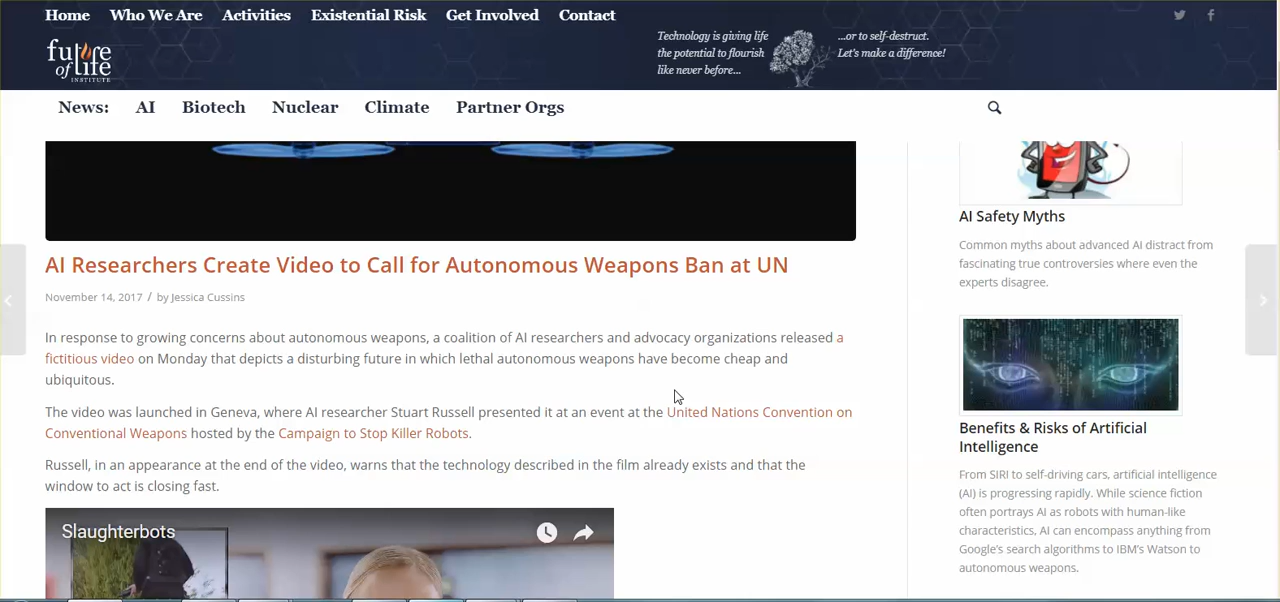 Home Who We Are Activities Existential Risk Get Involved Contact
future
of life
INSTITUTE
Technology is giving life
the potential to flourish
like never before...
...or to self-destruct.
Let's make a difference!
News: AI Biotech Nuclear Climate Partner Orgs
AI Researchers Create Video to Call for Autonomous Weapons Ban at UN
November 14, 2017 / by Jessica Cussins
In response to growing concerns about autonomous weapons, a coalition of AI researchers and advocacy organizations released a
fictitious video on Monday that depicts a disturbing future in which lethal autonomous weapons have become cheap and
ubiquitous.
The video was launched in Geneva, where AI researcher Stuart Russell presented it at an event at the United Nations Convention on
Conventional Weapons hosted by the Campaign to Stop Killer Robots.
Russell, in an appearance at the end of the video, warns that the technology described in the film already exists and that the
window to act is closing fast.
Slaughterbots
AI Safety Myths
Common myths about advanced AI distract from
fascinating true controversies where even the
experts disagree.
Benefits & Risks of Artificial
Intelligence
From SIRI to self-driving cars, artificial intelligence
(AI) is progressing rapidly. While science fiction
often portrays AI as robots with human-like
characteristics, AI can encompass anything from
Google's search algorithms to IBM's Watson to
autonomous weapons.